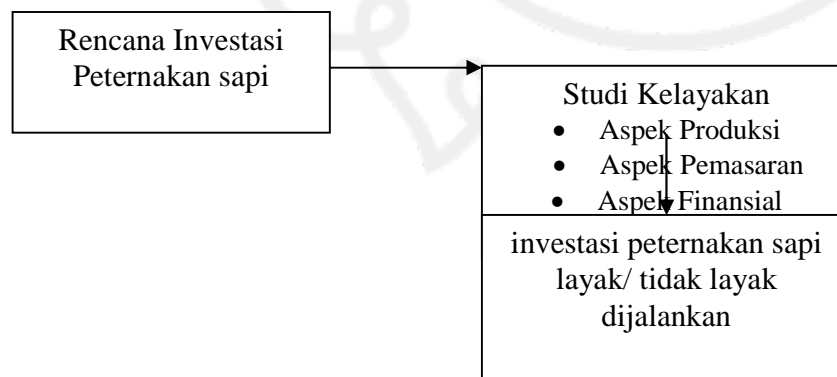 Rencana Investasi
Peternakan sapi
Studi Kelayakan
• Aspek Produksi
• Aspek Pemasaran
• Aspek Finansial
investasi peternakan sapi
layak/ tidak layak
dijalankan